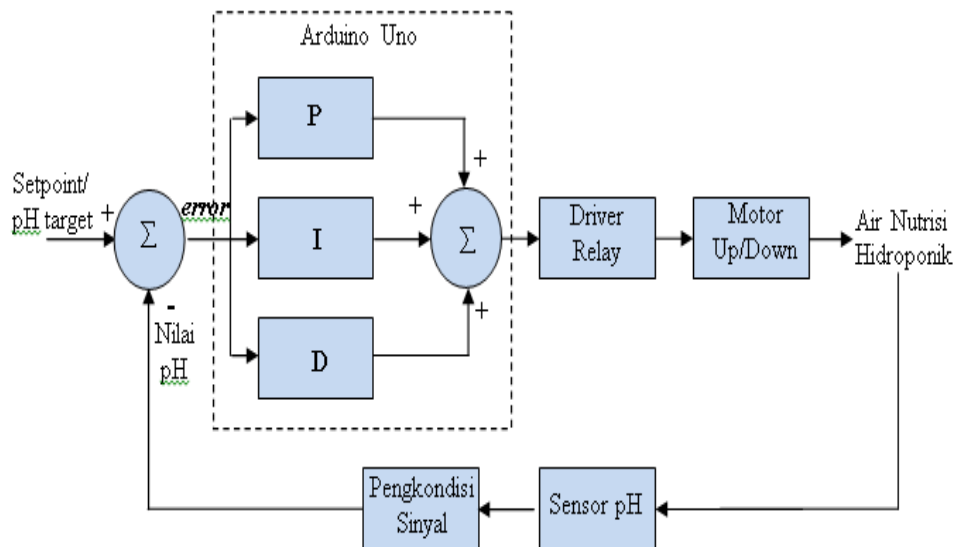 Arduino Uno
P
Setpoint/
pH target
+
Σ
error
I
+
+
Σ
Driver
Relay
Motor
Up/Down
Air Nutrisi
Hidroponik
-
Nilai
pH
D
+
Pengkondisi
Sinyal
Sensor pH